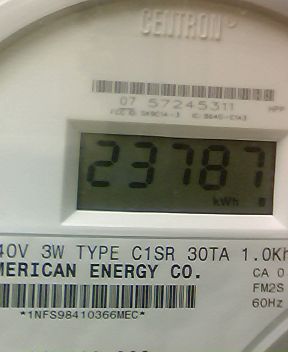 CENTRON
07 57245311
HPP
23787
kWh
40V 3W TYPE C1SR 30TA 1.0Kh
MERICAN ENERGY CO.
CA 0
FM2S
60Hz
*1NFS98410366MEC*